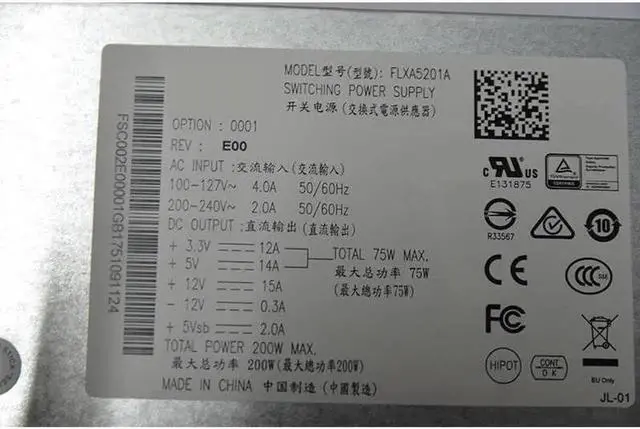 MODEL型号(型號): FLXA5201A
SWITCHING POWER SUPPLY
开关电源 (交換式電源供應器)
OPTION : 0001
REV : E00
AC INPUT : 交流输入 (交流輸入)
100-127V~ 4.0A 50/60Hz
200-240V~ 2.0A 50/60Hz
DC OUTPUT : 直流输出 (直流輸出)
+ 3.3V 12A
+ 5V 14A
TOTAL 75W MAX.
最大总功率 75W
(最大總功率75W)
+ 12V 15A
- 12V 0.3A
+ 5Vsb 2.0A
TOTAL POWER 200W MAX.
最大总功率 200W (最大總功率200W)
MADE IN CHINA 中国制造 (中國製造)
FSC002E00001GB1751091124
C UR US
E131875
R33567
10
CE
CCC
FC
HIPOT
CONT
OK
EU Only
JL-01